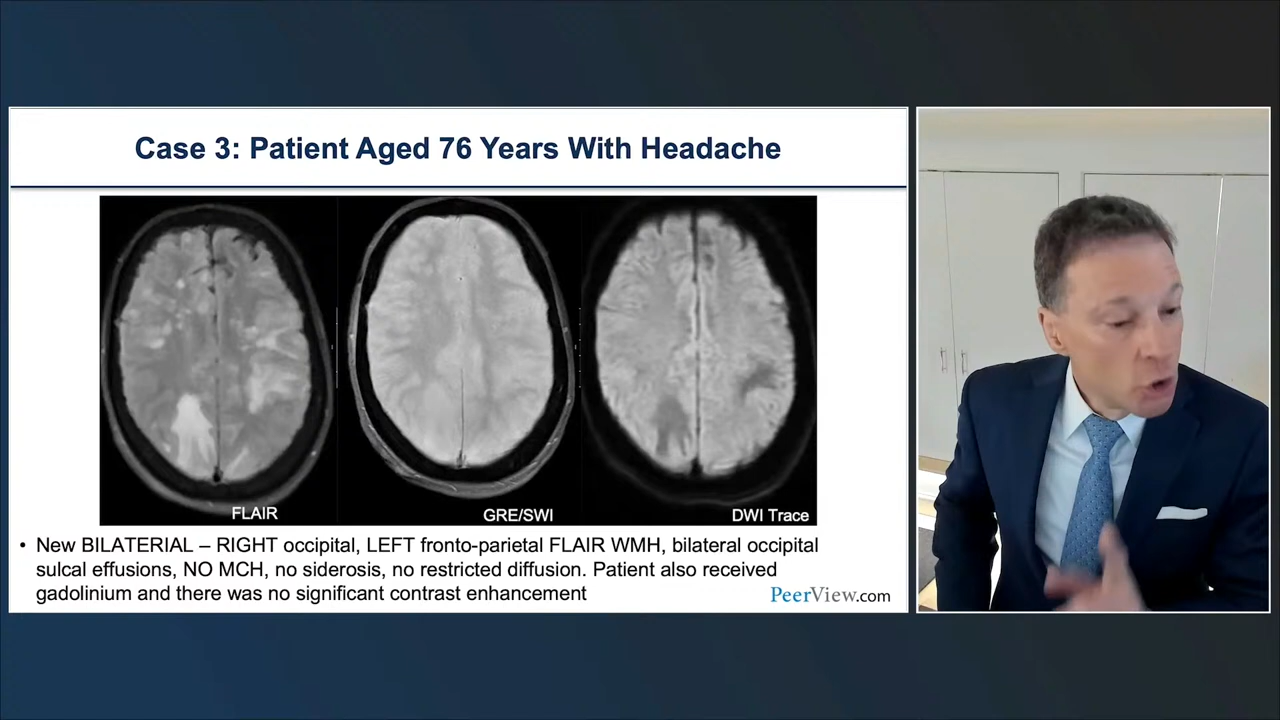 Case 3: Patient Aged 76 Years With Headache
FLAIR
GRE/SWI
DWI Trace
• New BILATERIAL – RIGHT occipital, LEFT fronto-parietal FLAIR WMH, bilateral occipital
sulcal effusions, NO MCH, no siderosis, no restricted diffusion. Patient also received
gadolinium and there was no significant contrast enhancement
PeerView.com